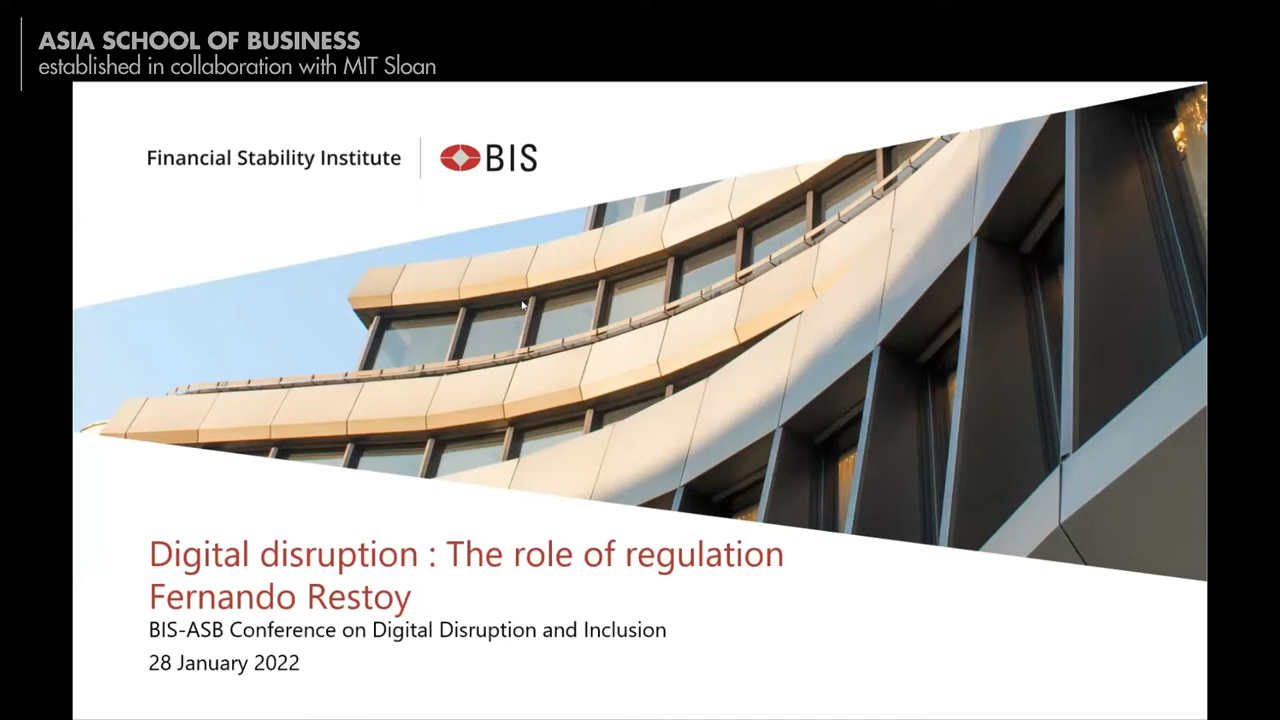 ASIA SCHOOL OF BUSINESS
established in collaboration with MIT Sloan
Financial Stability Institute
BIS
Digital disruption : The role of regulation
Fernando Restoy
BIS-ASB Conference on Digital Disruption and Inclusion
28 January 2022